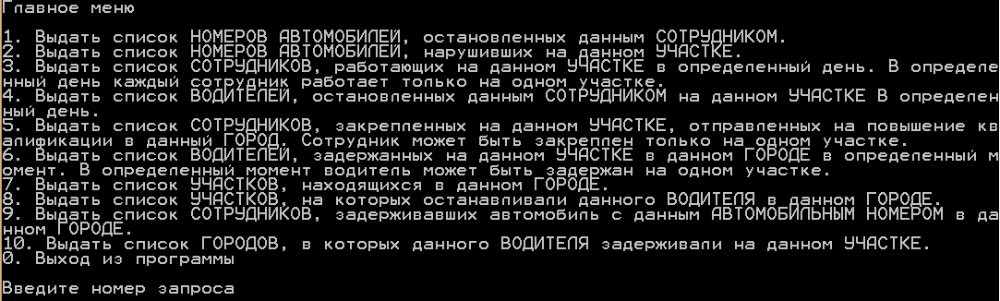 Главное меню
1. Выдать список НОМЕРОВ АВТОМОБИЛЕЙ, остановленных данным СОТРУДНИКОМ.
2. Выдать список НОМЕРОВ АВТОМОБИЛЕЙ, нарушивших на данном УЧАСТКЕ.
3. Выдать список СОТРУДНИКОВ, работающих на данном УЧАСТКЕ в определенный день. В определе
нный день каждый сотрудник работает только на одном участке.
4. Выдать список ВОДИТЕЛЕЙ, остановленных данным СОТРУДНИКОМ на данном УЧАСТКЕ В определен
ный день.
5. Выдать список СОТРУДНИКОВ, закрепленных на данном УЧАСТКЕ, отправленных на повышение кв
алификации в данный ГОРОД. Сотрудник может быть закреплен только на одном участке.
6. Выдать список ВОДИТЕЛЕЙ, задержанных на данном УЧАСТКЕ в данном ГОРОДЕ в определенный м
омент. В определенный момент водитель может быть задержан на одном участке.
7. Выдать список УЧАСТКОВ, находящихся в данном ГОРОДЕ.
8. Выдать список УЧАСТКОВ, на которых останавливали данного ВОДИТЕЛЯ в данном ГОРОДЕ.
9. Выдать список СОТРУДНИКОВ, задерживавших автомобиль с данным АВТОМОБИЛЬНЫМ НОМЕРОМ в да
нном ГОРОДЕ.
10. Выдать список ГОРОДОВ, в которых данного ВОДИТЕЛЯ задерживали на данном УЧАСТКЕ.
0. Выход из программы
Введите номер запроса